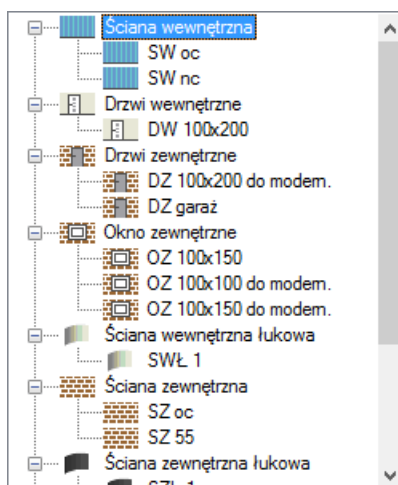 Ściana wewnętrzna
SW oc
SW nc
Drzwi wewnętrzne
DW 100x200
Drzwi zewnętrzne
DZ 100x200 do modern.
DZ garaż
Okno zewnętrzne
OZ 100x150
OZ 100x100 do modern.
OZ 100x150 do modern.
Ściana wewnętrzna łukowa
SWŁ 1
Ściana zewnętrzna
SZ oc
SZ 55
Ściana zewnętrzna łukowa